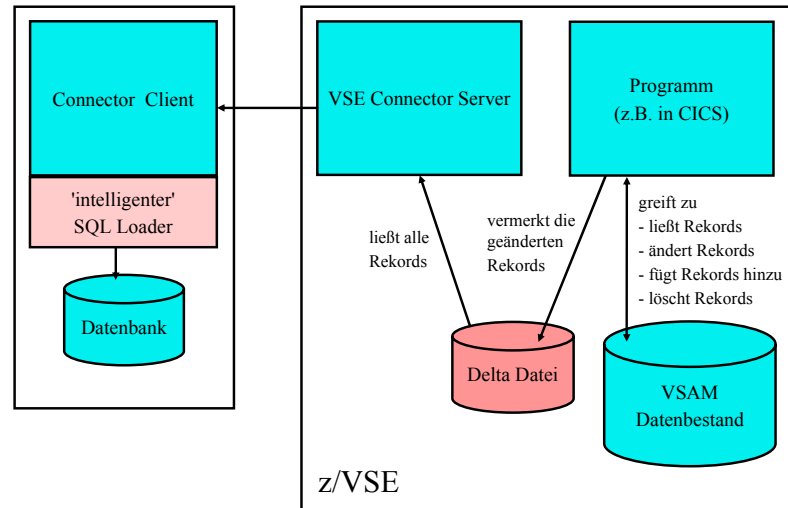 Connector Client
'intelligenter'
SQL Loader
Datenbank
VSE Connector Server
Programm
(z.B. in CICS)
ließt alle
Rekords
vermerkt die
geänderten
Rekords
greift zu
- ließt Rekords
- ändert Rekords
- fügt Rekords hinzu
- löscht Rekords
Delta Datei
VSAM
Datenbestand
z/VSE